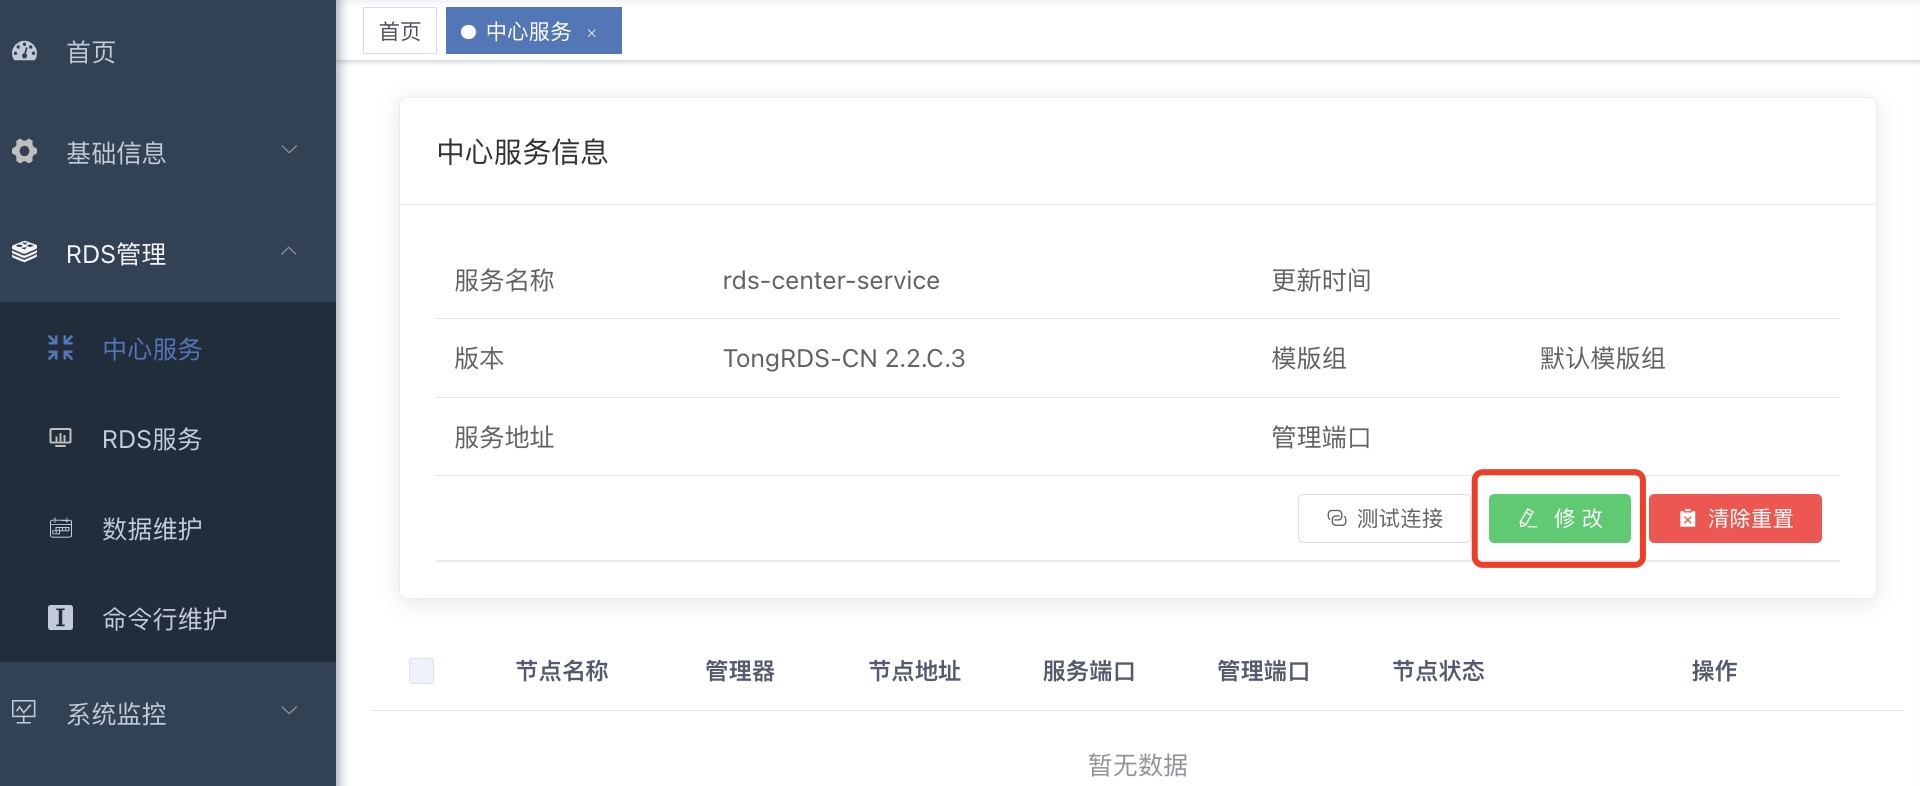 首页
基础信息
RDS管理
中心服务
RDS服务
数据维护
命令行维护
系统监控
首页 中心服务 ×
中心服务信息
服务名称 rds-center-service 更新时间
版本 TongRDS-CN 2.2.C.3 模版组 默认模版组
服务地址 管理端口
测试连接 修 改 清除重置
节点名称 管理器 节点地址 服务端口 管理端口 节点状态 操作
暂无数据